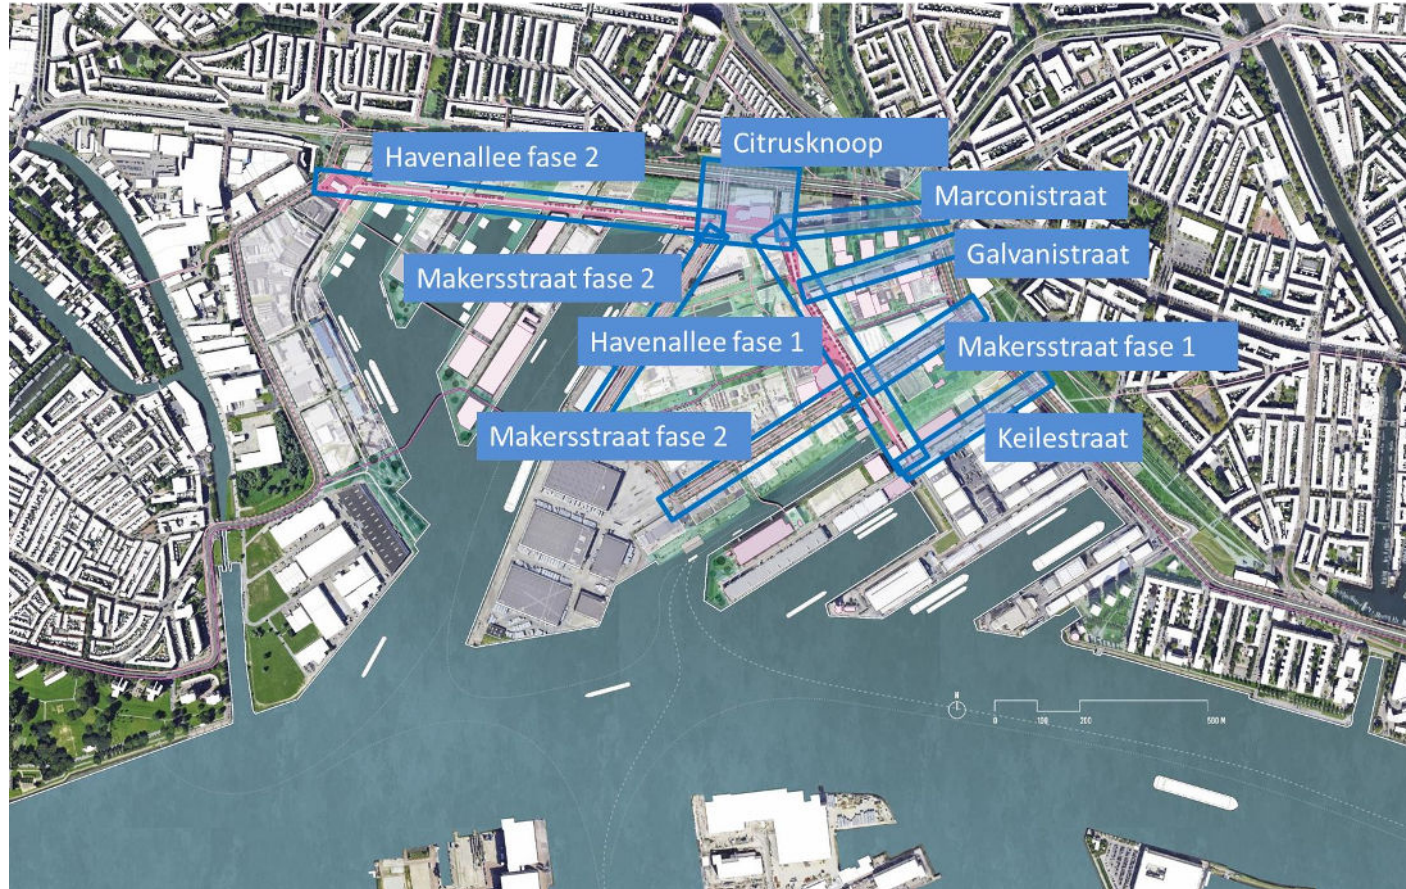 Havenallee fase 2
Citrusknoop
Marconistraat
Galvanistraat
Makersstraat fase 2
Havenallee fase 1
Makersstraat fase 1
Makersstraat fase 2
Keilestraat
N
0 100 200 500 M